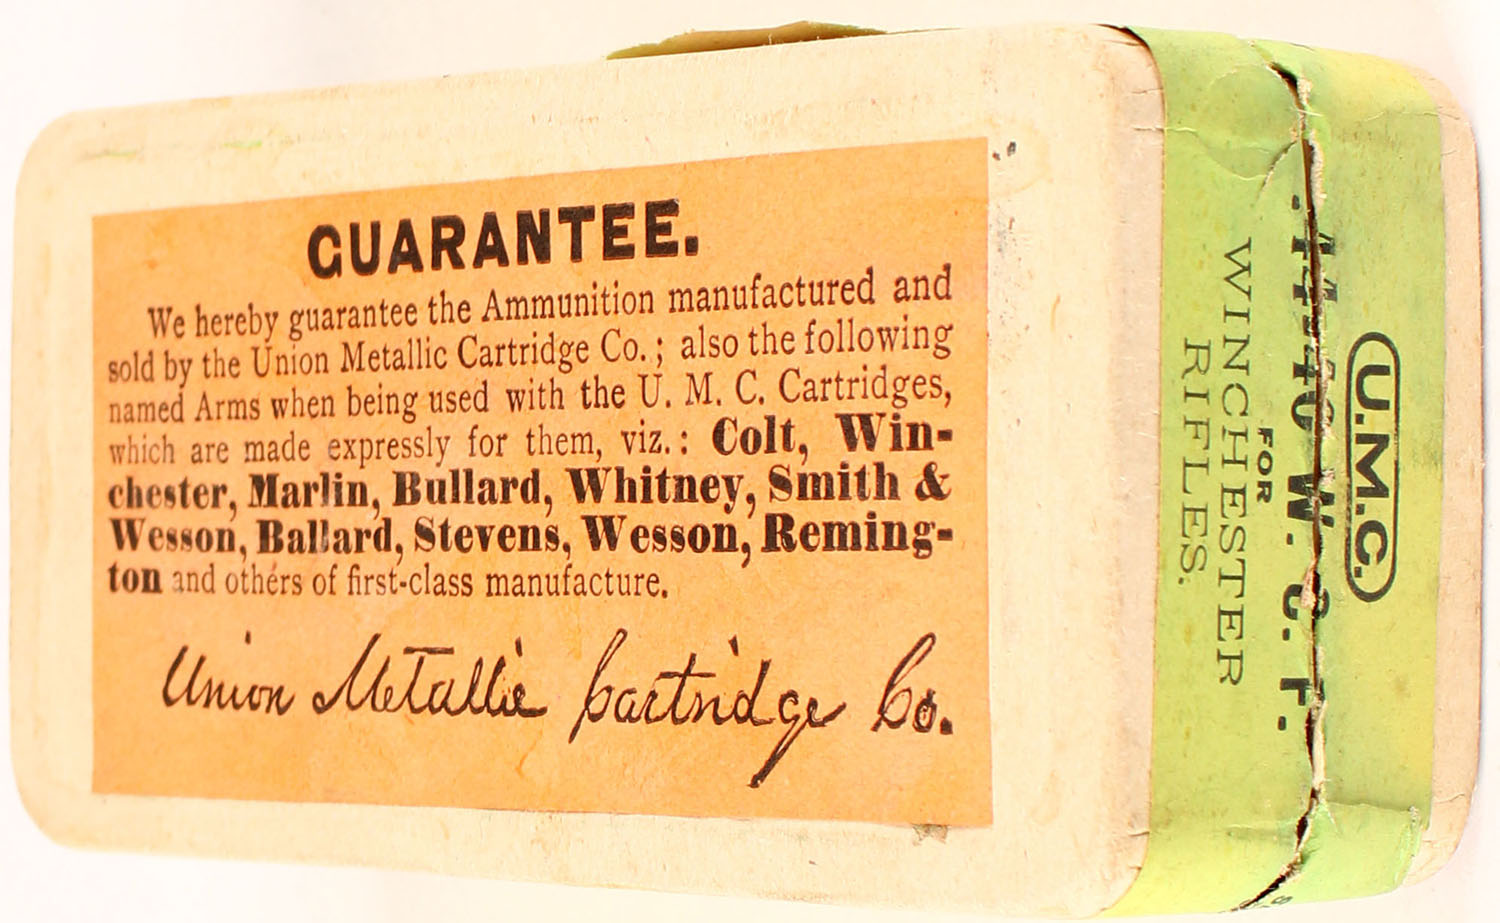 GUARANTEE.
We hereby guarantee the Ammunition manufactured and
sold by the Union Metallic Cartridge Co.; also the following
named Arms when being used with the U. M. C. Cartridges,
which are made expressly for them, viz.: Colt, Win-
chester, Marlin, Bullard, Whitney, Smith &
Wesson, Ballard, Stevens, Wesson, Reming-
ton and others of first-class manufacture.
Union Metallic Cartridge Co.
U.M.C.
.44-40 W. C. F.
FOR
WINCHESTER
RIFLES.